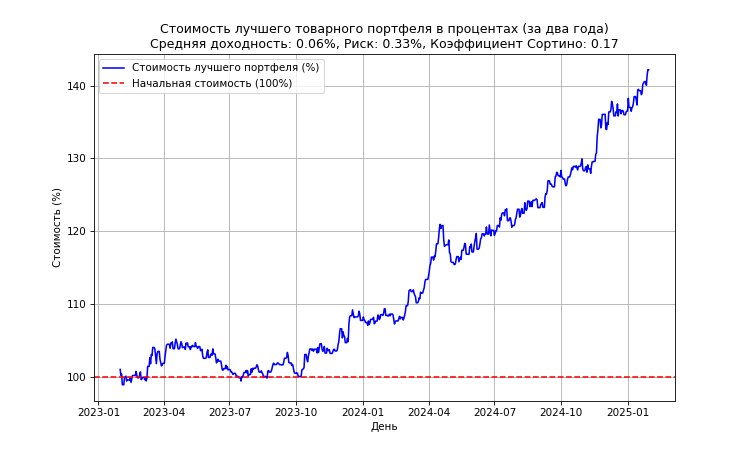 Стоимость лучшего товарного портфеля в процентах (за два года)
Средняя доходность: 0.06%, Риск: 0.33%, Коэффициент Сортино: 0.17
Стоимость лучшего портфеля (%)
Начальная стоимость (100%)
Стоимость (%)
140
130
120
110
100
2023-01 2023-04 2023-07 2023-10 2024-01 2024-04 2024-07 2024-10 2025-01
День